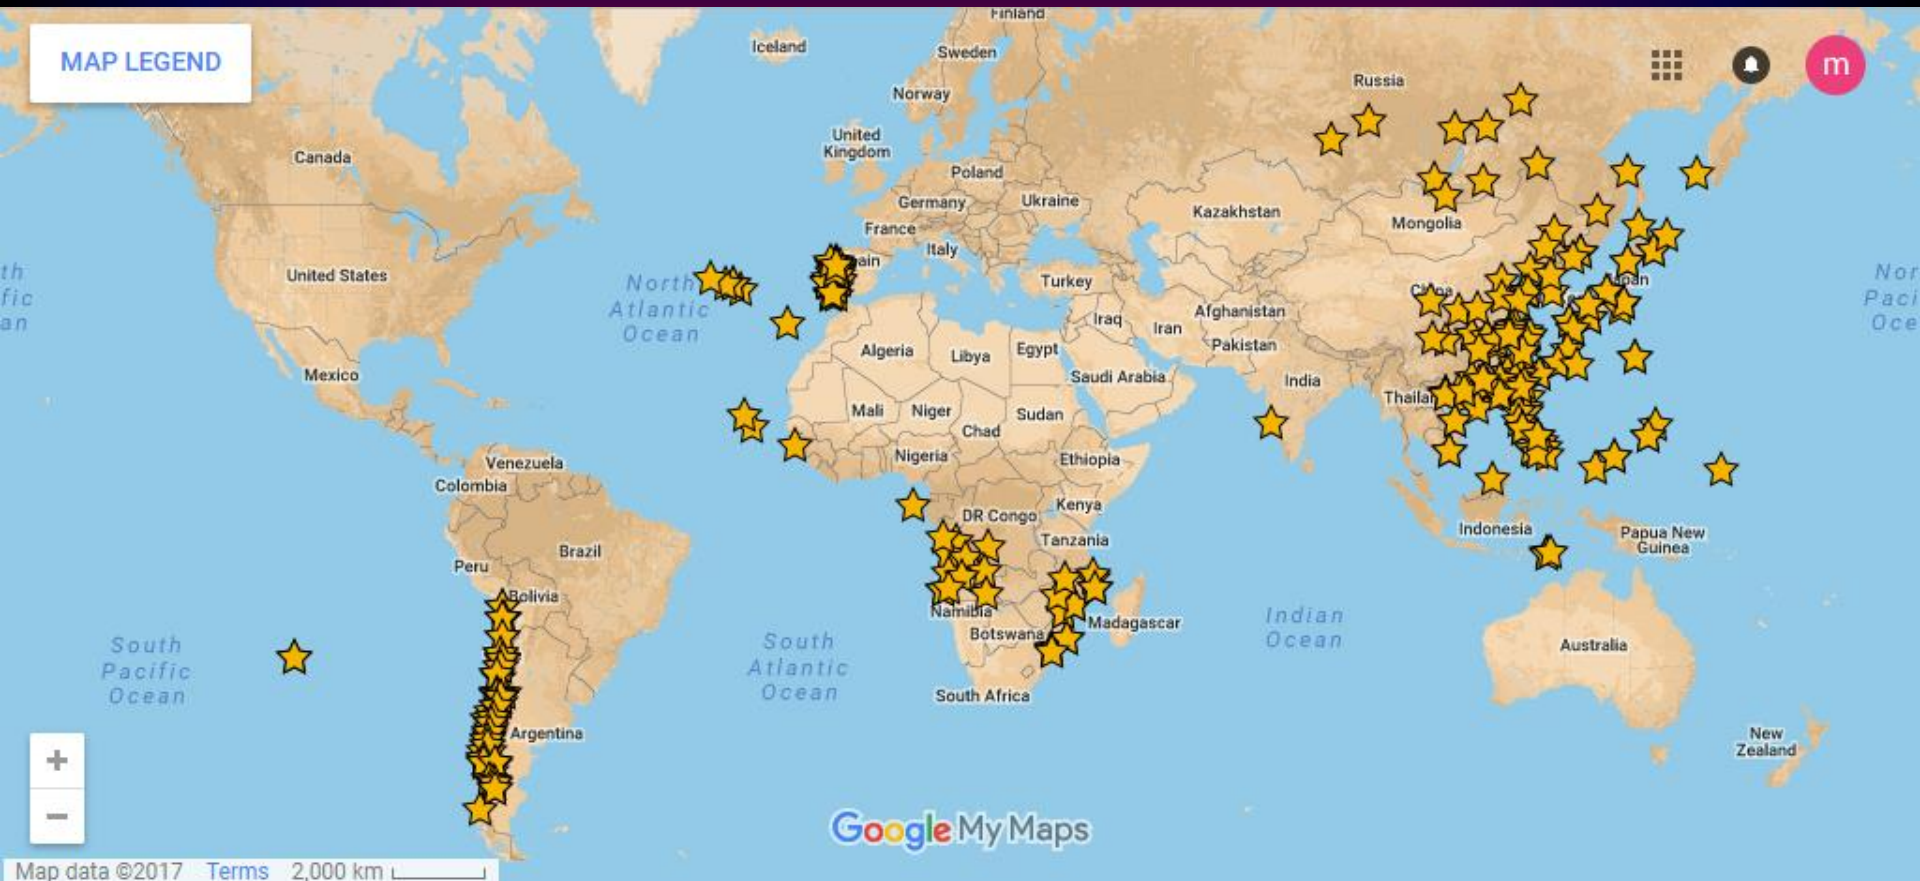 MAP LEGEND
Finland
Iceland
Sweden
Russia
m
Norway
United
Kingdom
Canada
Poland
Germany
Ukraine
Kazakhstan
Mongolia
France
Italy
United States
North
Atlantic
Ocean
Turkey
Afghanistan
Iraq
Iran
Pakistan
Algeria
Libya
Egypt
Mexico
Saudi Arabia
India
Mali
Niger
Sudan
Chad
Nigeria
Ethiopia
Venezuela
Colombia
Kenya
DR Congo
Tanzania
Indonesia
Papua New
Guinea
Brazil
Peru
Bolivia
Namibia
Botswana
Madagascar
Indian
Ocean
South
Pacific
Ocean
South
Atlantic
Ocean
Australia
South Africa
Argentina
New
Zealand
+
−
Google My Maps
Map data ©2017 Terms 2,000 km